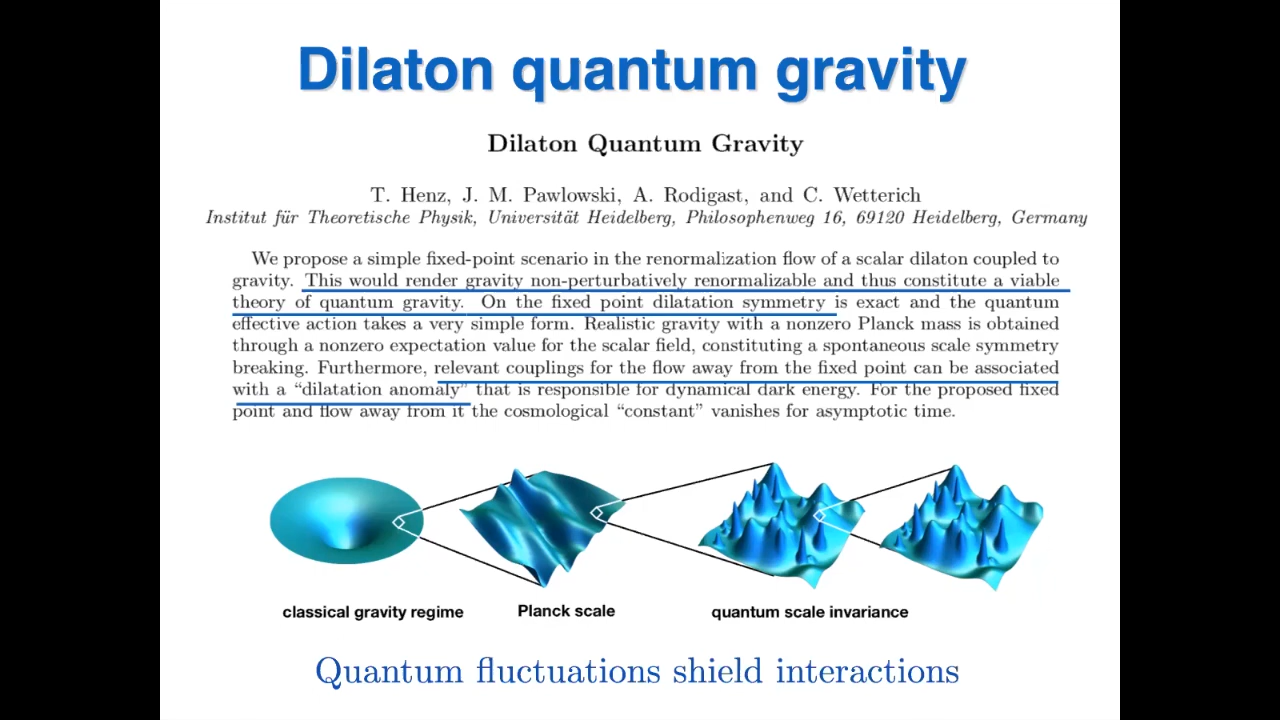 Dilaton quantum gravity
Dilaton Quantum Gravity
T. Henz, J. M. Pawlowski, A. Rodigast, and C. Wetterich
Institut für Theoretische Physik, Universität Heidelberg, Philosophenweg 16, 69120 Heidelberg, Germany
We propose a simple fixed-point scenario in the renormalization flow of a scalar dilaton coupled to
gravity. This would render gravity non-perturbatively renormalizable and thus constitute a viable
theory of quantum gravity. On the fixed point dilatation symmetry is exact and the quantum
effective action takes a very simple form. Realistic gravity with a nonzero Planck mass is obtained
through a nonzero expectation value for the scalar field, constituting a spontaneous scale symmetry
breaking. Furthermore, relevant couplings for the flow away from the fixed point can be associated
with a “dilatation anomaly” that is responsible for dynamical dark energy. For the proposed fixed
point and flow away from it the cosmological “constant” vanishes for asymptotic time.
classical gravity regime
Planck scale
quantum scale invariance
Quantum fluctuations shield interactions